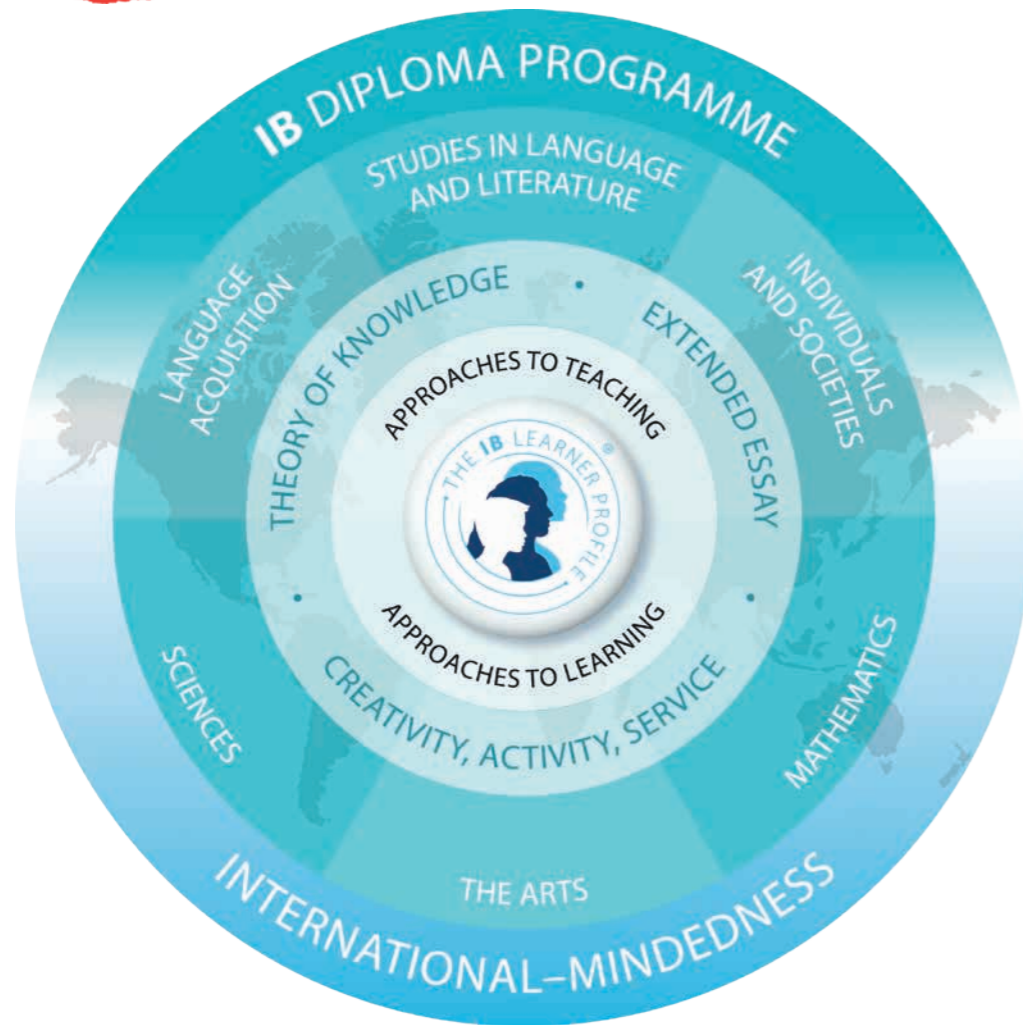 IB DIPLOMA PROGRAMME
STUDIES IN LANGUAGE
AND LITERATURE
LANGUAGE
ACQUISITION
INDIVIDUALS
AND SOCIETIES
THEORY OF KNOWLEDGE
•
EXTENDED ESSAY
•
APPROACHES TO TEACHING
THE IB LEARNER PROFILE ®
APPROACHES TO LEARNING
•
CREATIVITY, ACTIVITY, SERVICE
SCIENCES
MATHEMATICS
THE ARTS
INTERNATIONAL–MINDEDNESS